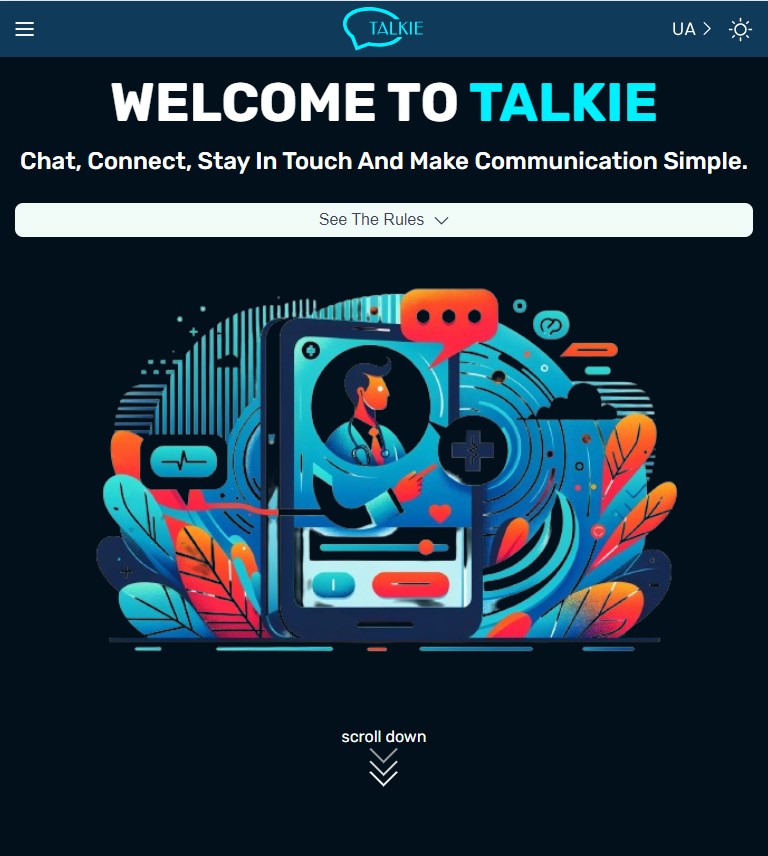 TALKIE
UA
WELCOME TO TALKIE
Chat, Connect, Stay In Touch And Make Communication Simple.
See The Rules
scroll down